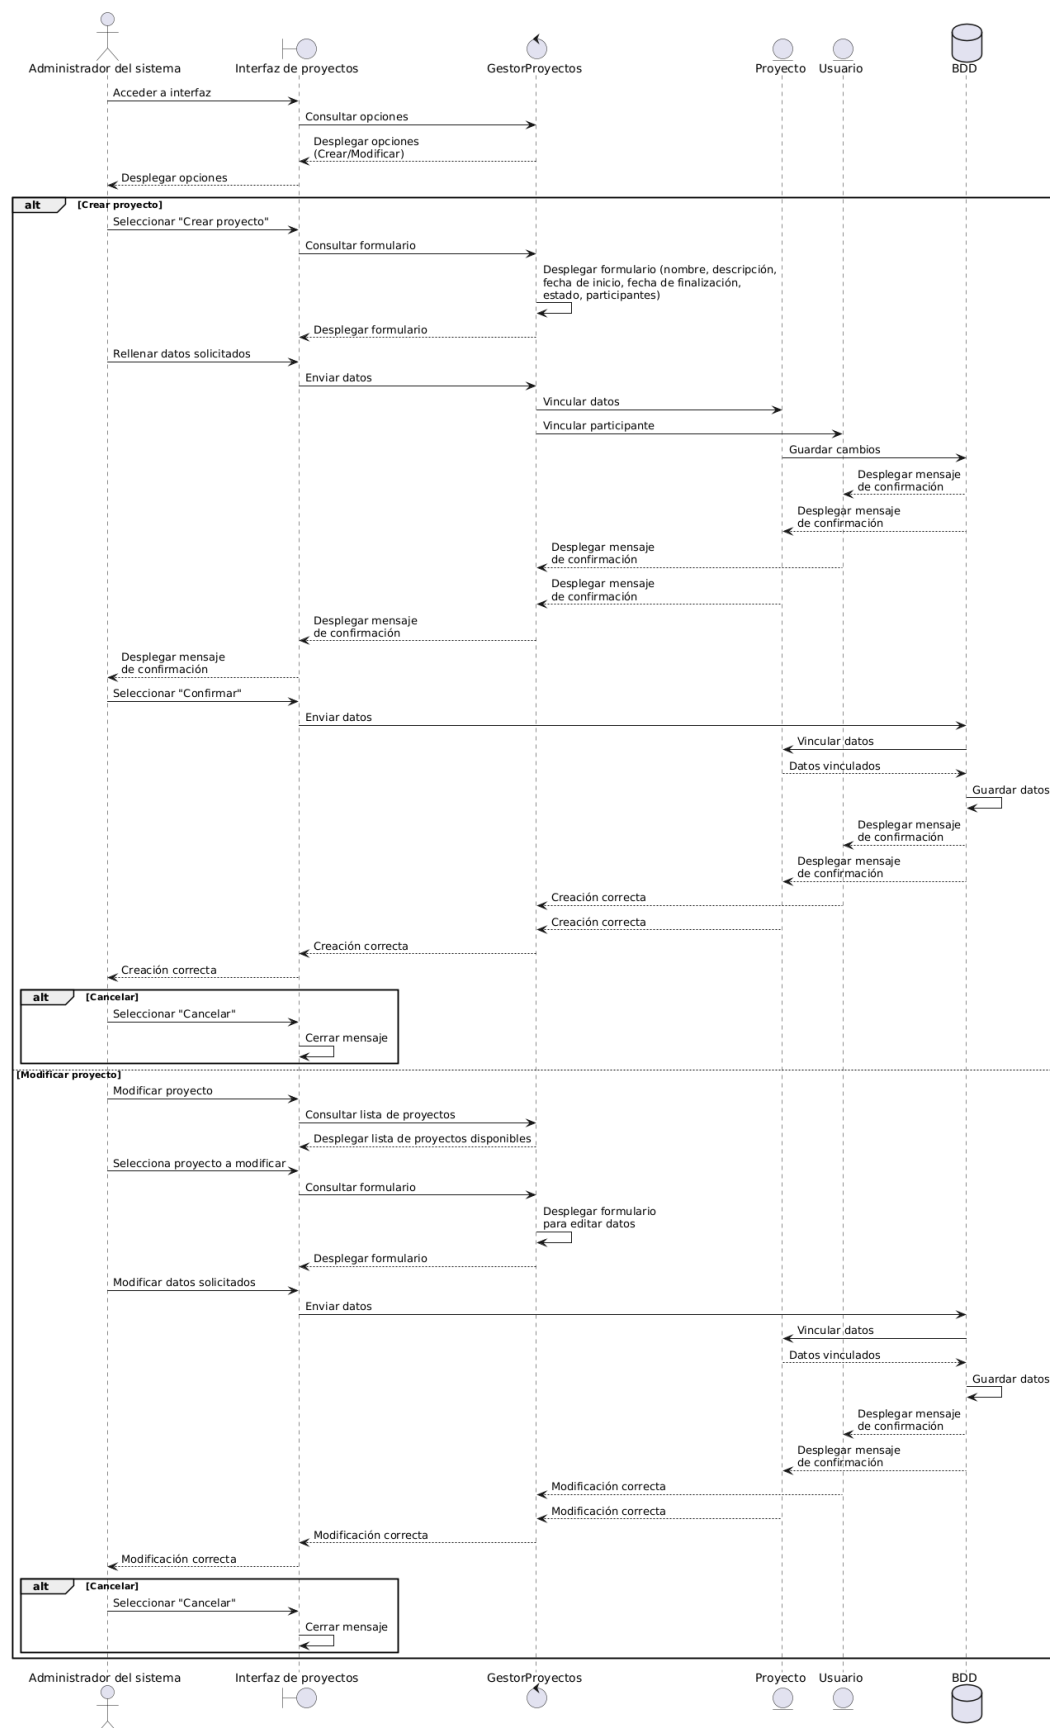 Administrador del sistema
Interfaz de proyectos
GestorProyectos
Proyecto
Usuario
BDD
Acceder a interfaz
Consultar opciones
Desplegar opciones
(Crear/Modificar)
Desplegar opciones
alt
[Crear proyecto]
Seleccionar "Crear proyecto"
Consultar formulario
Desplegar formulario (nombre, descripción,
fecha de inicio, fecha de finalización,
estado, participantes)
Desplegar formulario
Rellenar datos solicitados
Enviar datos
Vincular datos
Vincular participante
Guardar cambios
Desplegar mensaje
de confirmación
Desplegar mensaje
de confirmación
Desplegar mensaje
de confirmación
Desplegar mensaje
de confirmación
Desplegar mensaje
de confirmación
Desplegar mensaje
de confirmación
Seleccionar "Confirmar"
Enviar datos
Vincular datos
Datos vinculados
Guardar datos
Desplegar mensaje
de confirmación
Desplegar mensaje
de confirmación
Creación correcta
Creación correcta
Creación correcta
Creación correcta
alt
[Cancelar]
Seleccionar "Cancelar"
Cerrar mensaje
[Modificar proyecto]
Modificar proyecto
Consultar lista de proyectos
Desplegar lista de proyectos disponibles
Selecciona proyecto a modificar
Consultar formulario
Desplegar formulario
para editar datos
Desplegar formulario
Modificar datos solicitados
Enviar datos
Vincular datos
Datos vinculados
Guardar datos
Desplegar mensaje
de confirmación
Desplegar mensaje
de confirmación
Modificación correcta
Modificación correcta
Modificación correcta
Modificación correcta
alt
[Cancelar]
Seleccionar "Cancelar"
Cerrar mensaje
Administrador del sistema
Interfaz de proyectos
GestorProyectos
Proyecto
Usuario
BDD